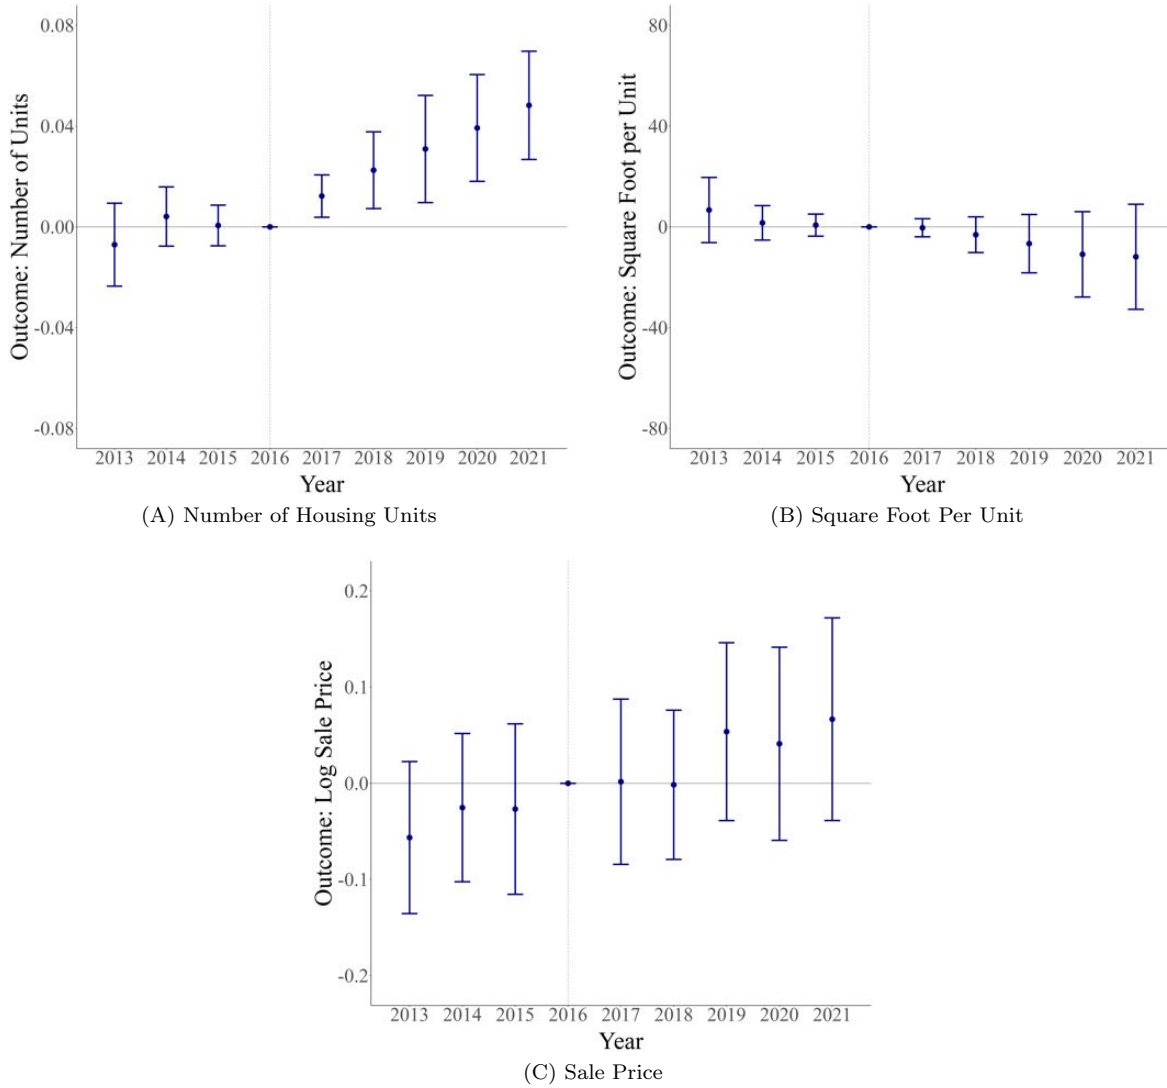 Outcome: Number of Units
0.08
0.04
0.00
-0.04
-0.08
2013 2014 2015 2016 2017 2018 2019 2020 2021
Year
(A) Number of Housing Units
Outcome: Square Foot per Unit
80
40
0
-40
-80
2013 2014 2015 2016 2017 2018 2019 2020 2021
Year
(B) Square Foot Per Unit
Outcome: Log Sale Price
0.2
0.1
0.0
-0.1
-0.2
2013 2014 2015 2016 2017 2018 2019 2020 2021
Year
(C) Sale Price